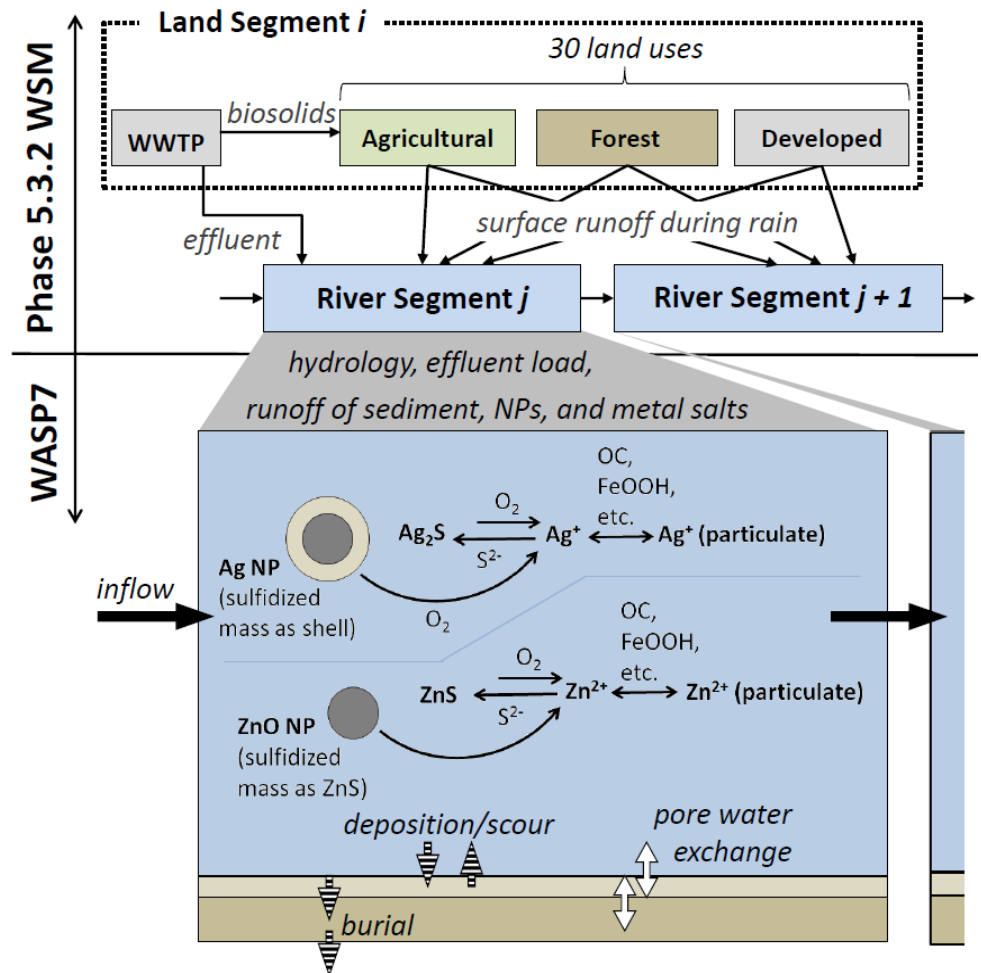 Phase 5.3.2 WSM
WASP7
Land Segment i
30 land uses
WWTP
biosolids
Agricultural
Forest
Developed
effluent
surface runoff during rain
River Segment j
River Segment j + 1
hydrology, effluent load,
runoff of sediment, NPs, and metal salts
inflow
Ag NP
(sulfidized
mass as shell)
Ag₂S
O₂
S²⁻
Ag⁺
OC,
FeOOH,
etc.
Ag⁺ (particulate)
O₂
ZnO NP
(sulfidized
mass as ZnS)
ZnS
O₂
S²⁻
Zn²⁺
OC,
FeOOH,
etc.
Zn²⁺ (particulate)
deposition/scour
pore water
exchange
burial